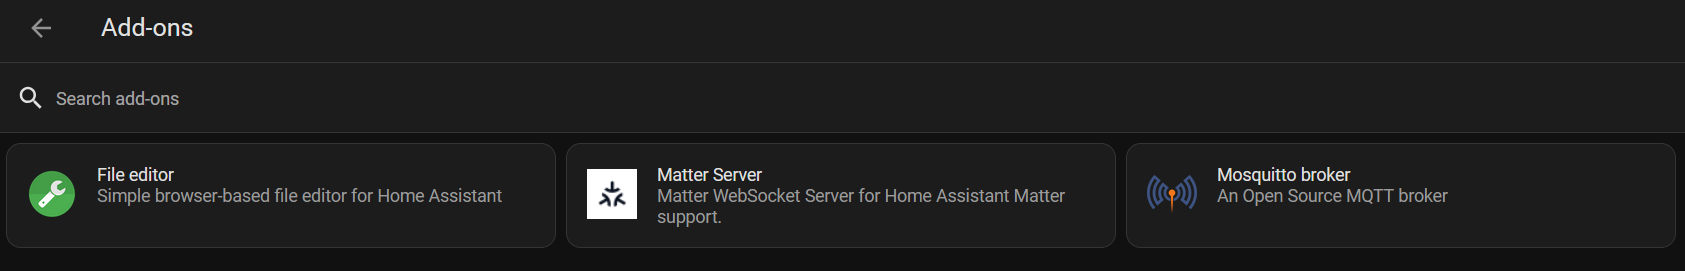 Add-ons
Search add-ons
File editor
Simple browser-based file editor for Home Assistant
Matter Server
Matter WebSocket Server for Home Assistant Matter
support.
Mosquitto broker
An Open Source MQTT broker